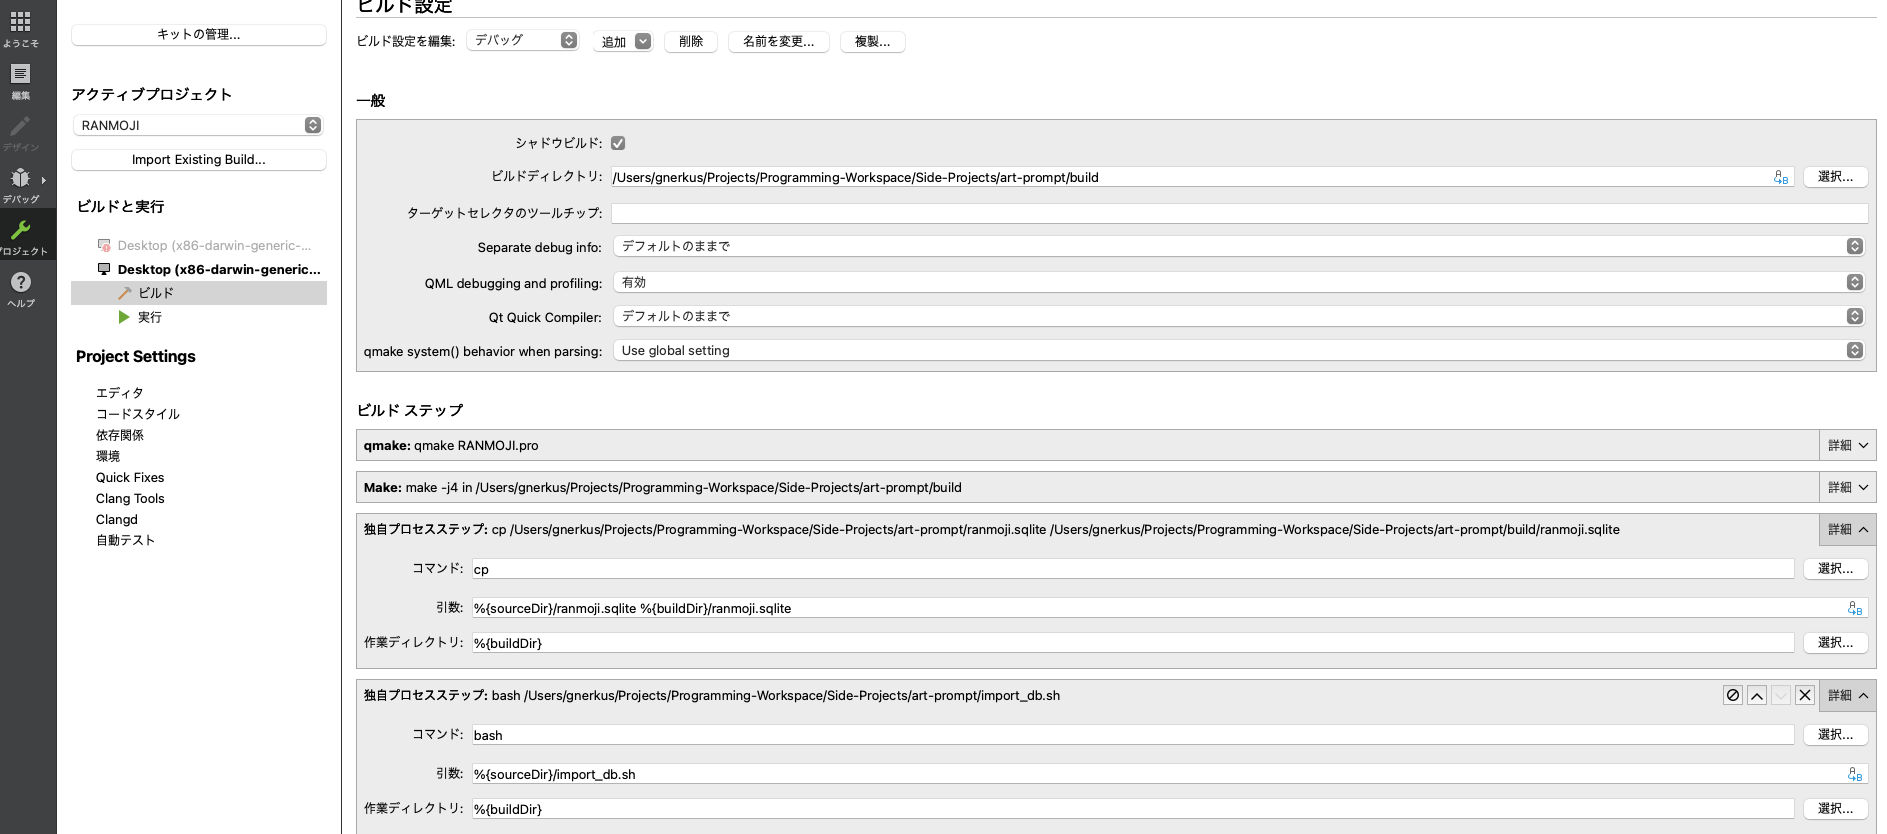 ようこそ
編集
デザイン
デバッグ
プロジェクト
ヘルプ
キットの管理...
アクティブプロジェクト
RANMOJI
Import Existing Build...
ビルドと実行
Desktop (x86-darwin-generic-...
Desktop (x86-darwin-generic...
ビルド
実行
Project Settings
エディタ
コードスタイル
依存関係
環境
Quick Fixes
Clang Tools
Clangd
自動テスト
ビルド設定
ビルド設定を編集: デバッグ 追加 削除 名前を変更... 複製...
一般
シャドウビルド:
ビルドディレクトリ: /Users/gnerkus/Projects/Programming-Workspace/Side-Projects/art-prompt/build 選択...
ターゲットセレクタのツールチップ:
Separate debug info: デフォルトのままで
QML debugging and profiling: 有効
Qt Quick Compiler: デフォルトのままで
qmake system() behavior when parsing: Use global setting
ビルド ステップ
qmake: qmake RANMOJI.pro 詳細
Make: make -j4 in /Users/gnerkus/Projects/Programming-Workspace/Side-Projects/art-prompt/build 詳細
独自プロセスステップ: cp /Users/gnerkus/Projects/Programming-Workspace/Side-Projects/art-prompt/ranmoji.sqlite /Users/gnerkus/Projects/Programming-Workspace/Side-Projects/art-prompt/build/ranmoji.sqlite 詳細
コマンド: cp 選択...
引数: %{sourceDir}/ranmoji.sqlite %{buildDir}/ranmoji.sqlite
作業ディレクトリ: %{buildDir} 選択...
独自プロセスステップ: bash /Users/gnerkus/Projects/Programming-Workspace/Side-Projects/art-prompt/import_db.sh 詳細
コマンド: bash 選択...
引数: %{sourceDir}/import_db.sh
作業ディレクトリ: %{buildDir} 選択...